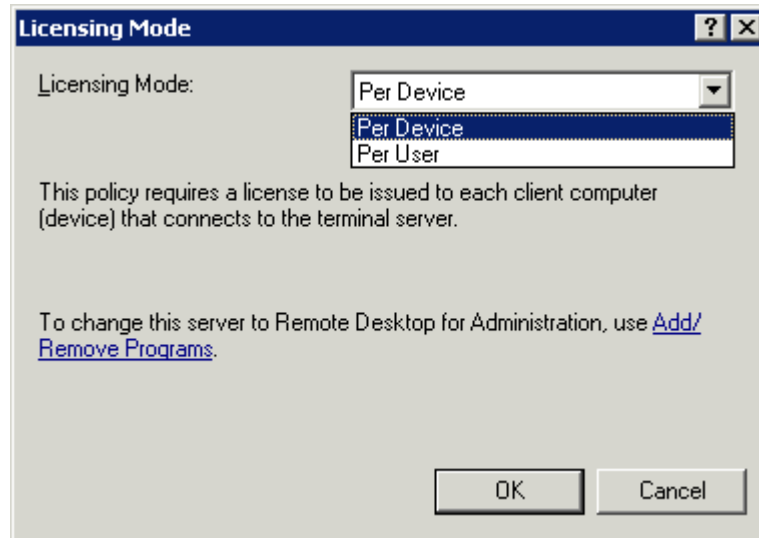 Licensing Mode
Licensing Mode: Per Device
Per Device
Per User
This policy requires a license to be issued to each client computer
(device) that connects to the terminal server.
To change this server to Remote Desktop for Administration, use Add/
Remove Programs.
OK Cancel